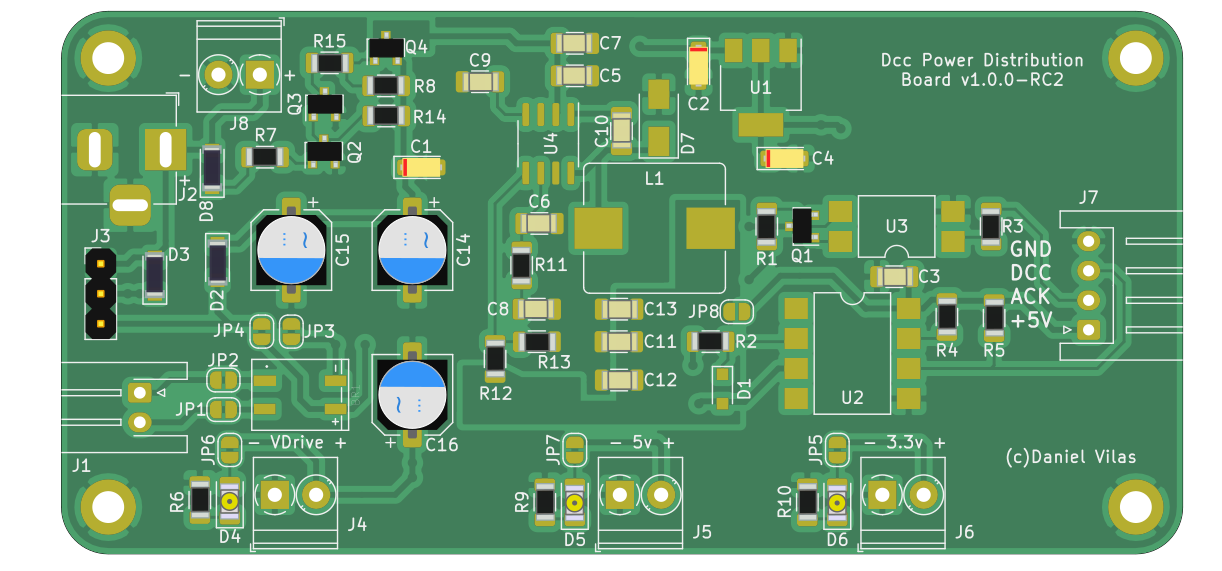 Dcc Power Distribution
Board v1.0.0-RC2
R15
Q4
C7
C9
C5
R8
C2
U1
- +
Q3
R14
J8
R7
Q2
C1
U4
C10
D7
C4
+
J2
D8
L1
J7
C6
J3
D3
D2
+
C15
+
C14
R11
R1
Q1
U3
R3
GND
DCC
ACK
+5V
C3
C8
C13
JP8
JP4
JP3
R13
C11
R2
R4
R5
JP2
R12
C12
D1
U2
JP1
-
+
+
C16
JP6
- VDrive +
JP7
- 5v +
JP5
- 3.3v +
(c)Daniel Vilas
J1
R6
D4
J4
R9
D5
J5
R10
D6
J6